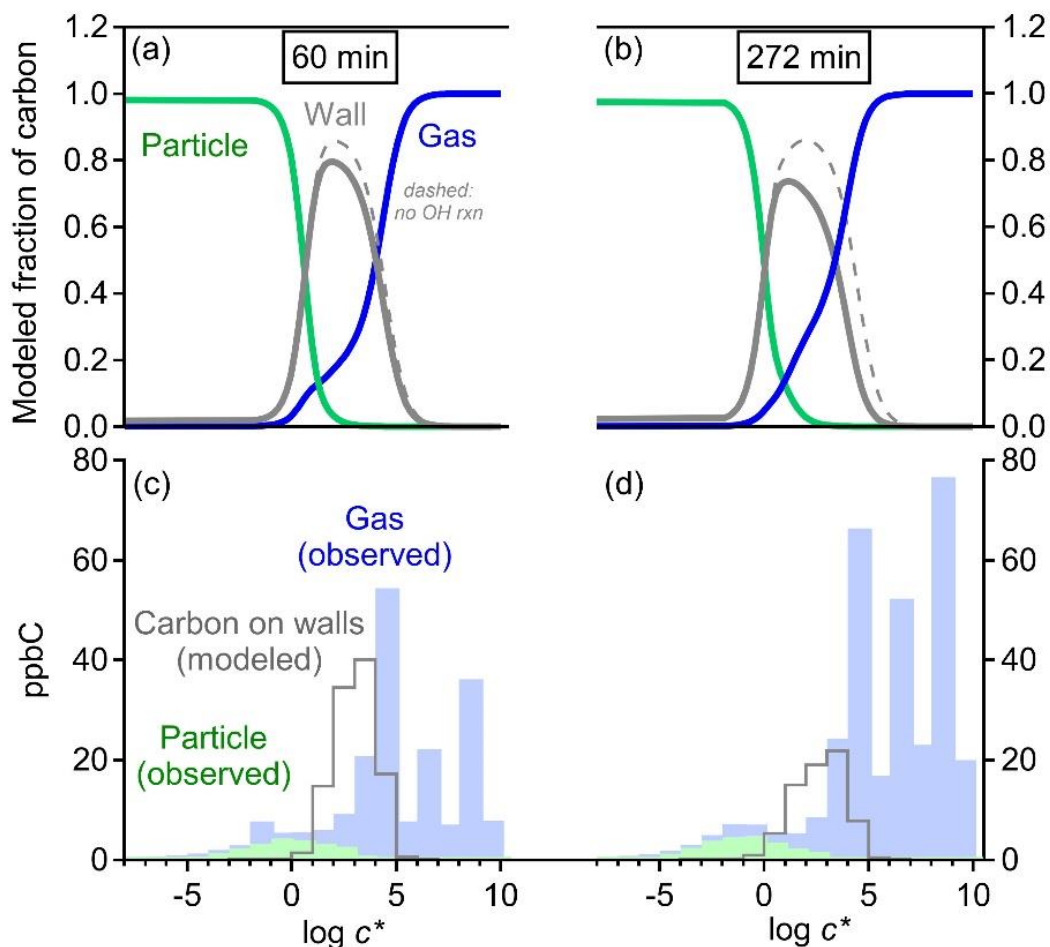 (a)
60 min
(b)
272 min
Wall
Particle
Gas
dashed:
no OH rxn
Modeled fraction of carbon
1.2
1.0
0.8
0.6
0.4
0.2
0.0
1.2
1.0
0.8
0.6
0.4
0.2
0.0
(c)
(d)
Gas
(observed)
Carbon on walls
(modeled)
Particle
(observed)
ppbC
80
60
40
20
0
80
60
40
20
0
-5 0 5 10
-5 0 5 10
log c*
log c*